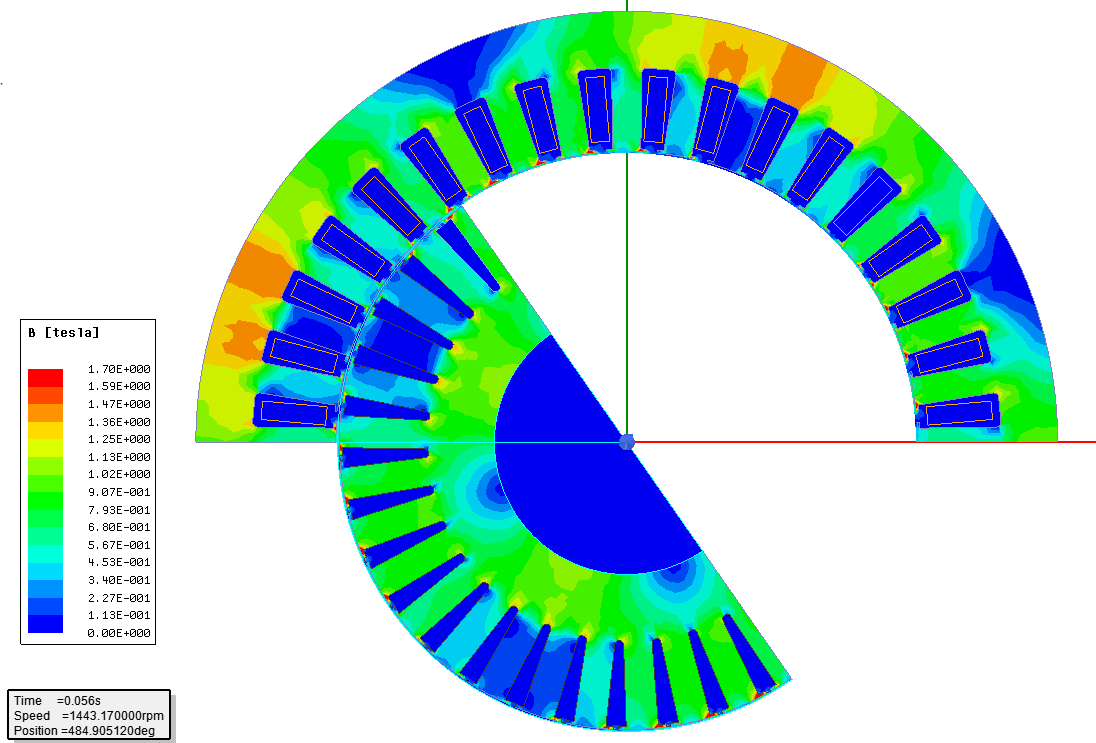 B [tesla]
1.70E+000
1.59E+000
1.47E+000
1.36E+000
1.25E+000
1.13E+000
1.02E+000
9.07E-001
7.93E-001
6.80E-001
5.67E-001
4.53E-001
3.40E-001
2.27E-001
1.13E-001
0.00E+000
Time =0.056s
Speed =1443.170000rpm
Position =484.905120deg